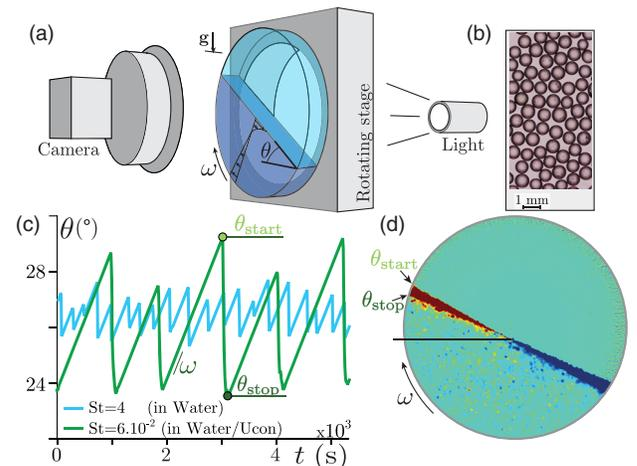 (a)
g
Camera
θ
ω
Rotating stage
Light
(b)
1 mm
(c)
θ(°)
28
24
θstart
/ω
θstop
St=4 (in Water)
St=6.10-2 (in Water/Ucon)
x10³
0
2
4
t (s)
(d)
θstart
θstop
ω